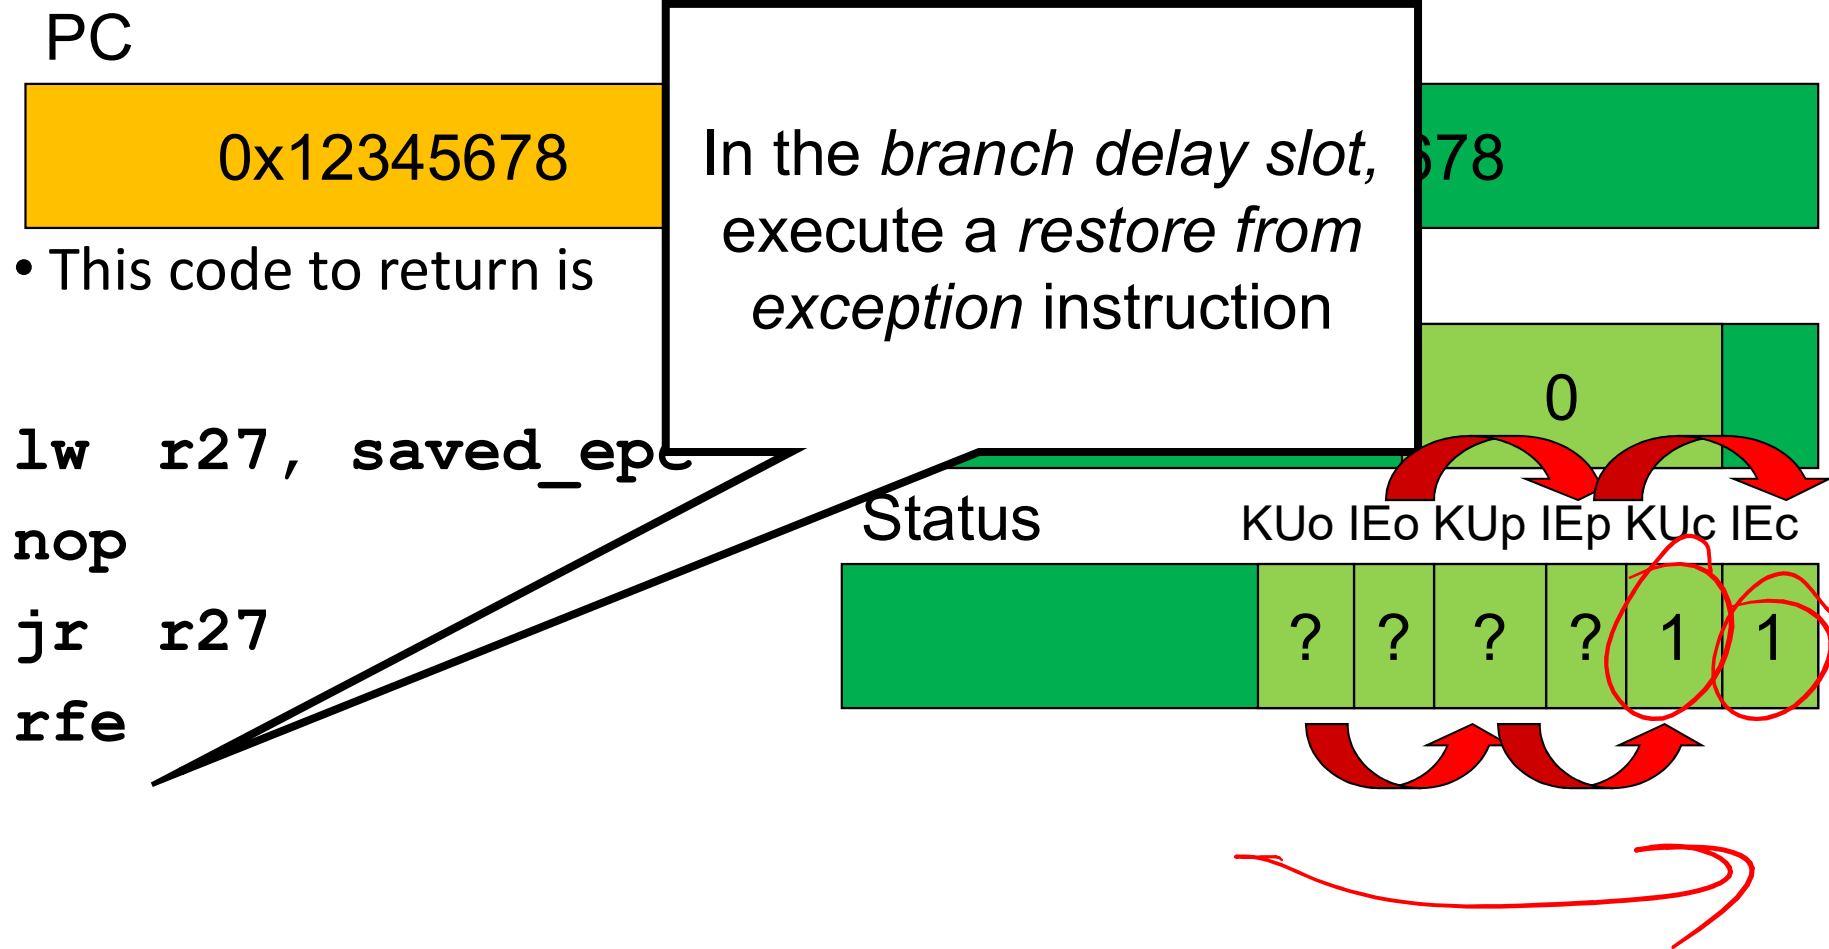 PC
0x12345678
In the branch delay slot,
execute a restore from
exception instruction
678
• This code to return is
0
lw r27, saved_epc
nop
jr r27
rfe
Status
KUo IEo KUp IEp KUc IEc
? ? ? ? 1 1